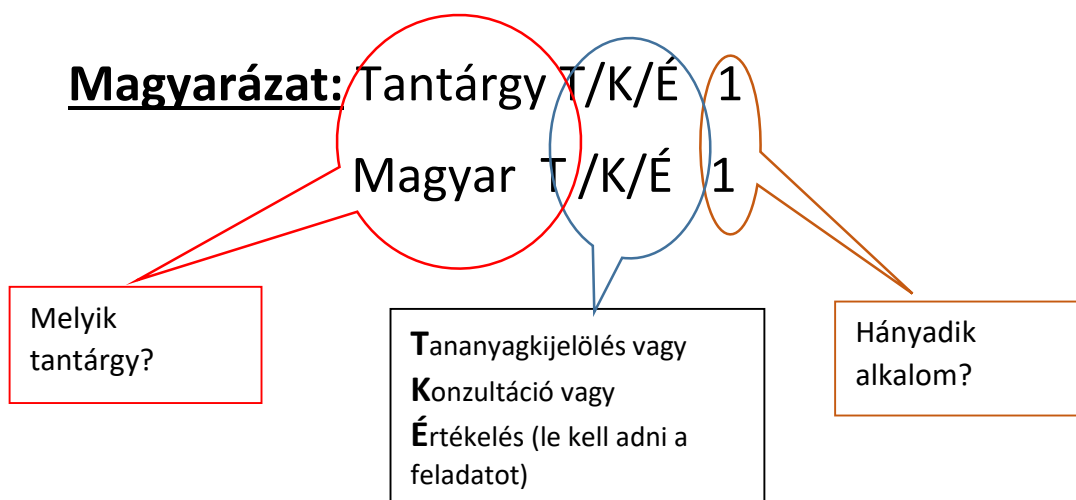 Magyarázat: Tantárgy T/K/É 1
Magyar T /K/É 1
Melyik
tantárgy?
Tananyagkijelölés vagy
Konzultáció vagy
Értékelés (le kell adni a
feladatot)
Hányadik
alkalom?